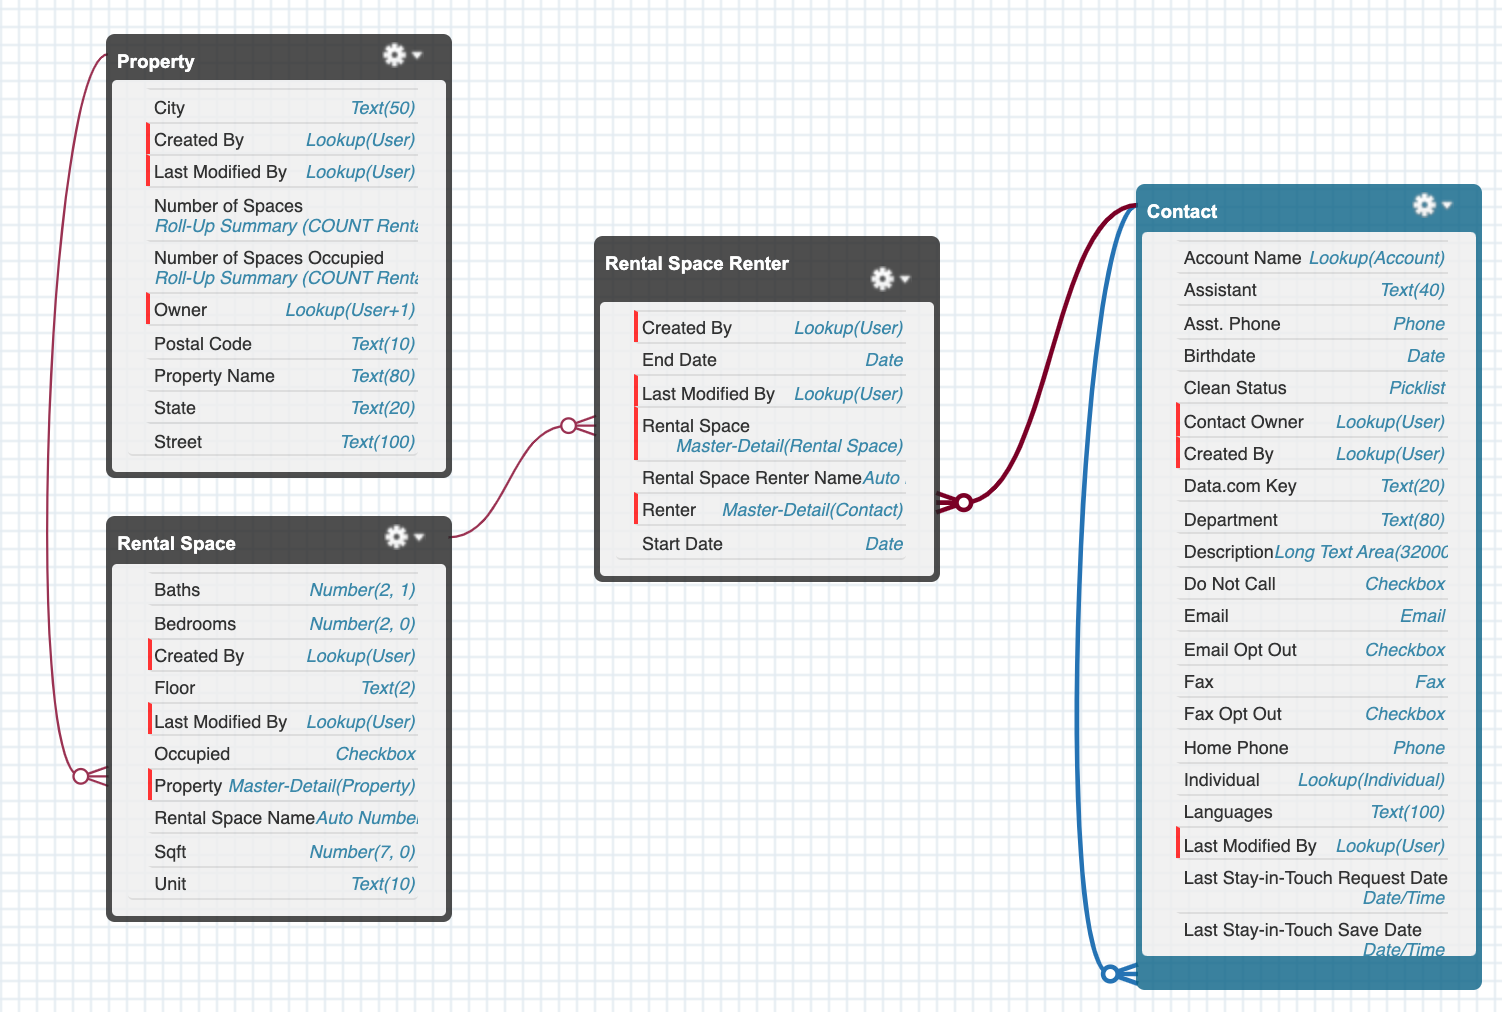 Property
City Text(50)
Created By Lookup(User)
Last Modified By Lookup(User)
Number of Spaces
Roll-Up Summary (COUNT
Number of Spaces Occupied
Roll-Up Summary (COUNT
Owner Lookup(User+1)
Postal Code Text(10)
Property Name Text(80)
State Text(20)
Street Text(100)
Rental Space
Baths Number(2, 1)
Bedrooms Number(2, 0)
Created By Lookup(User)
Floor Text(2)
Last Modified By Lookup(User)
Occupied Checkbox
Property Master-Detail(Property)
Rental Space Name Auto
Sqft Number(7, 0)
Unit Text(10)
Rental Space Renter
Created By Lookup(User)
End Date Date
Last Modified By Lookup(User)
Rental Space
Master-Detail(Rental Space)
Rental Space Renter Name Auto
Renter Master-Detail(Contact)
Start Date Date
Contact
Account Name Lookup(Account)
Assistant Text(40)
Asst. Phone Phone
Birthdate Date
Clean Status Picklist
Contact Owner Lookup(User)
Created By Lookup(User)
Data.com Key Text(20)
Department Text(80)
Description Long Text Area(32000
Do Not Call Checkbox
Email Email
Email Opt Out Checkbox
Fax Fax
Fax Opt Out Checkbox
Home Phone Phone
Individual Lookup(Individual)
Languages Text(100)
Last Modified By Lookup(User)
Last Stay-in-Touch Request Date
Date/Time
Last Stay-in-Touch Save Date
Date/Time